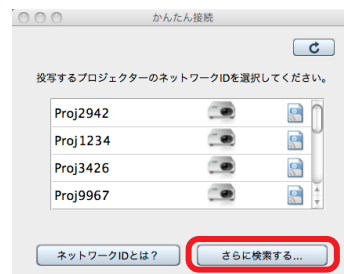 かんたん接続
投写するプロジェクターのネットワークIDを選択してください。
Proj2942
Proj1234
Proj3426
Proj9967
ネットワークIDとは？
さらに検索する...